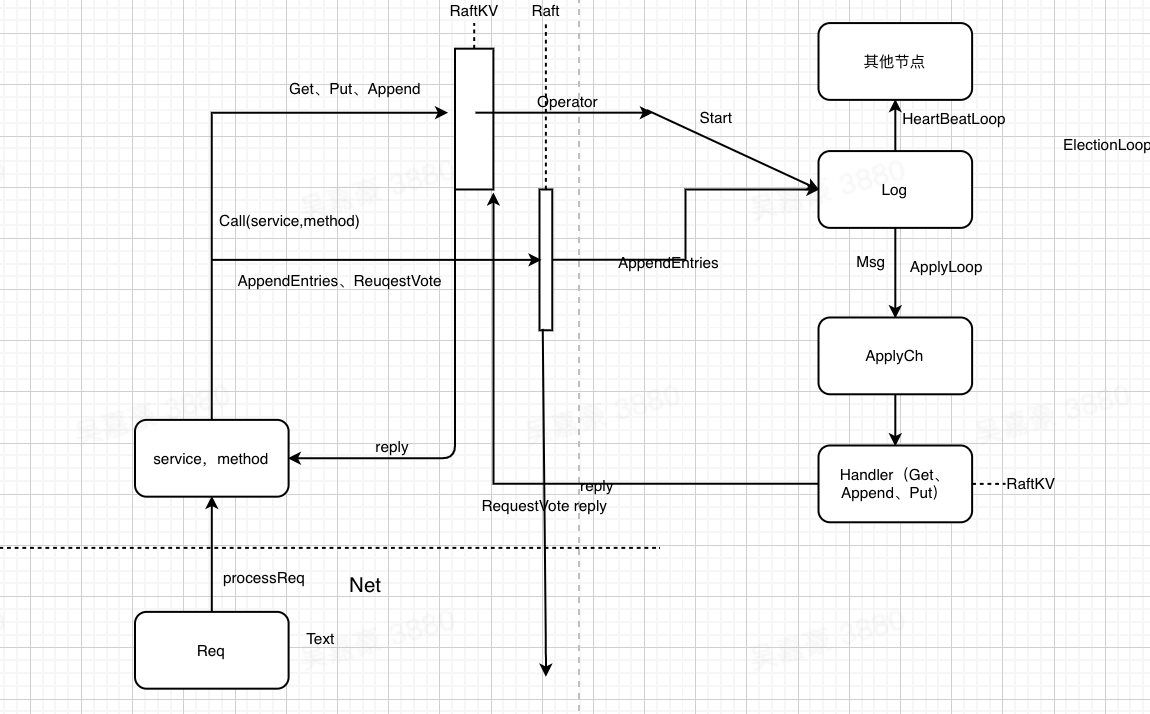 RaftKV
Raft
其他节点
Get、Put、Append
Operator
Start
HeartBeatLoop
ElectionLoop
Log
Call(service,method)
AppendEntries
Msg
ApplyLoop
AppendEntries、ReuqestVote
ApplyCh
service，method
reply
Handler（Get、
Append、Put）
RaftKV
reply
RequestVote reply
processReq
Net
Req
Text